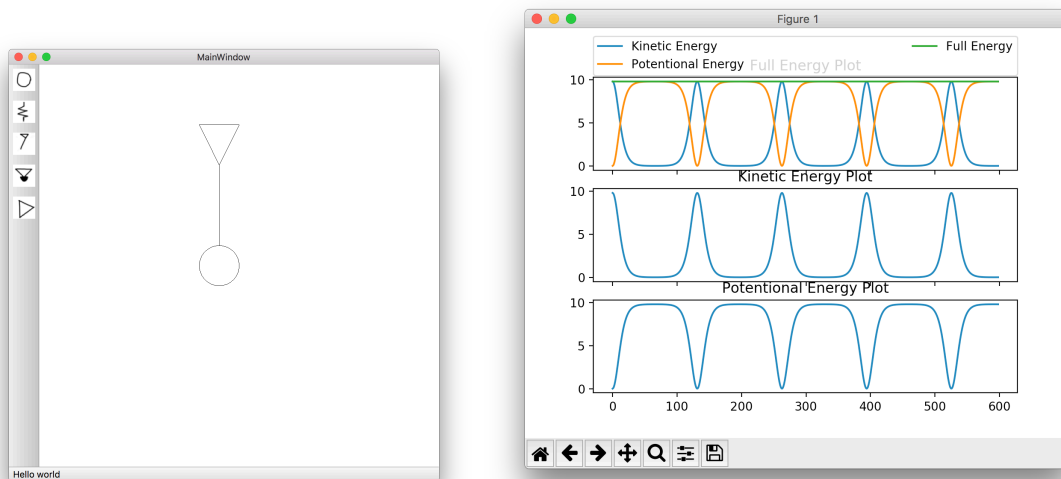 MainWindow
Hello world
Figure 1
Kinetic Energy
Full Energy
Potentional Energy
Full Energy Plot
10
5
0
Kinetic Energy Plot
10
5
0
Potentional Energy Plot
10
5
0
0 100 200 300 400 500 600